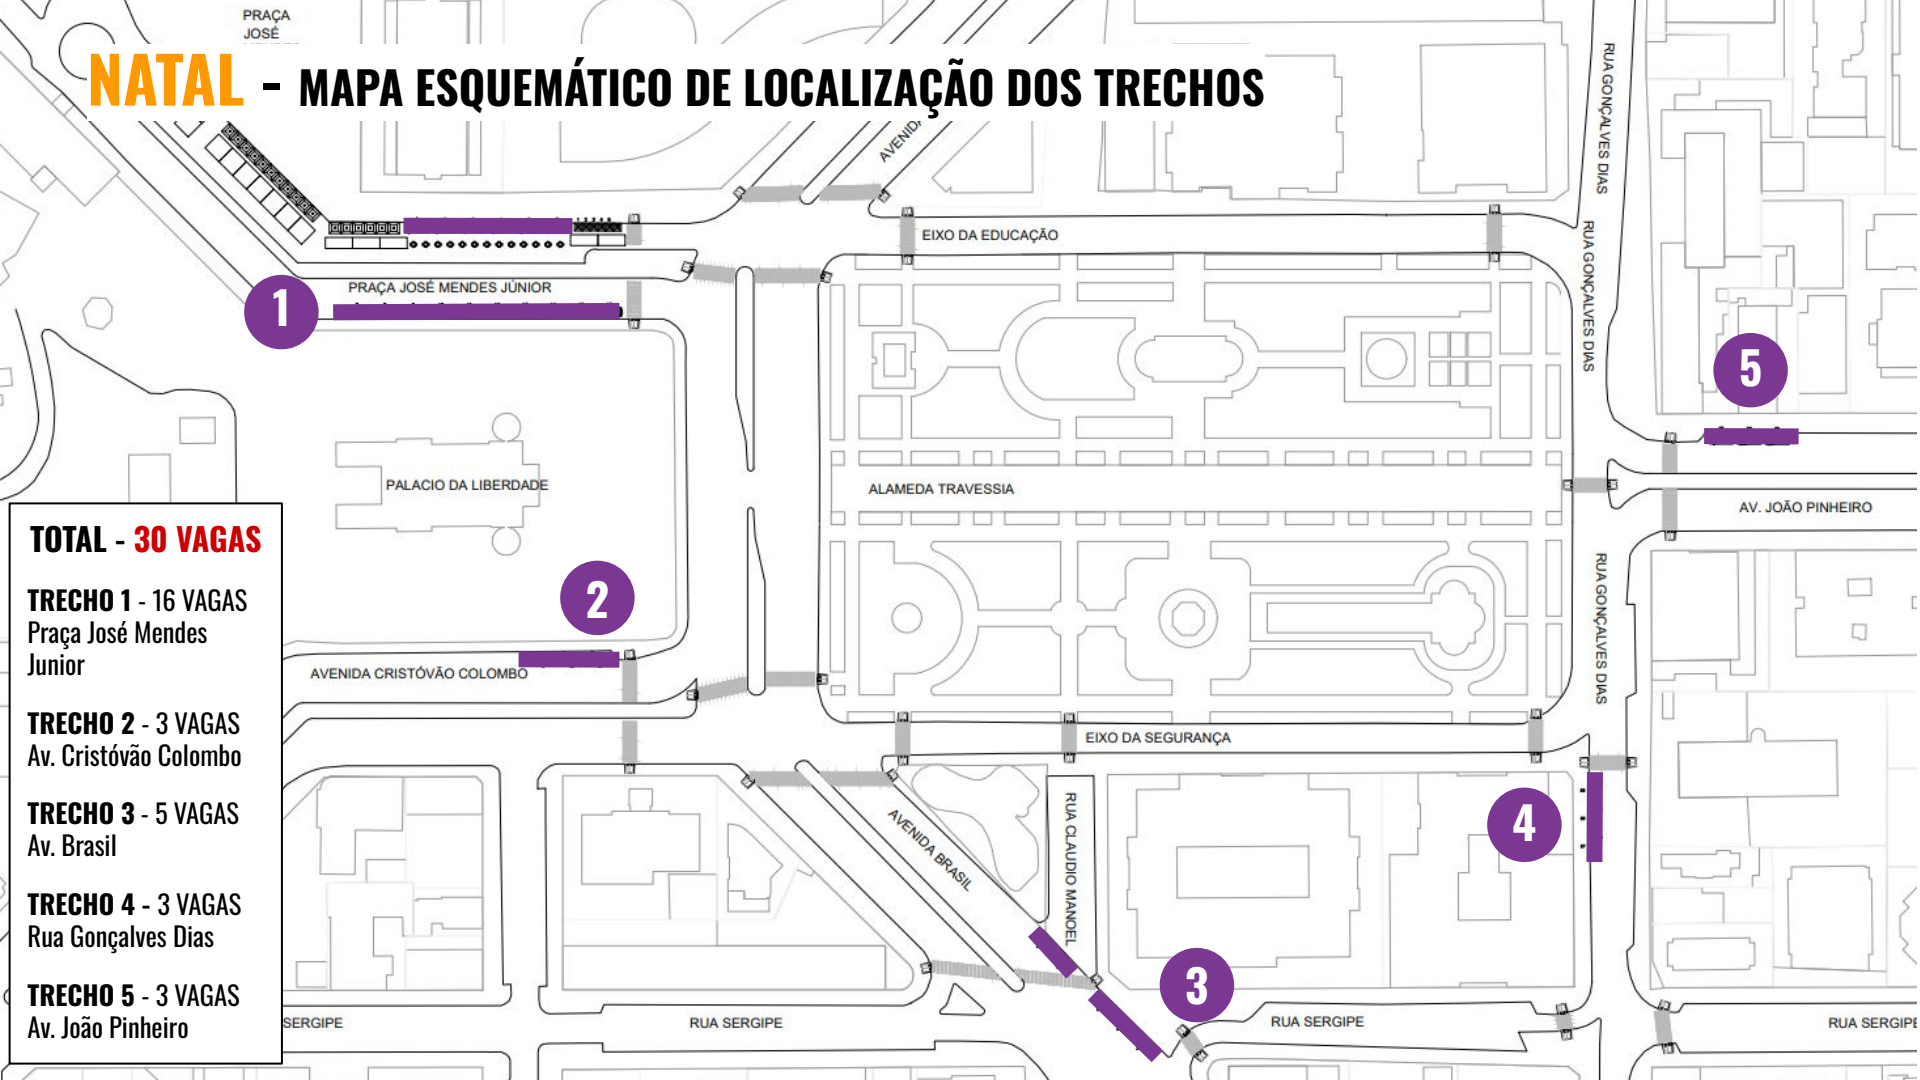 PRAÇA
JOSÉ
NATAL - MAPA ESQUEMÁTICO DE LOCALIZAÇÃO DOS TRECHOS
AVENIDA
RUA GONÇALVES DIAS
EIXO DA EDUCAÇÃO
RUA GONÇALVES DIAS
PRAÇA JOSÉ MENDES JÚNIOR
1
5
PALACIO DA LIBERDADE
ALAMEDA TRAVESSIA
AV. JOÃO PINHEIRO
2
RUA GONÇALVES DIAS
AVENIDA CRISTÓVÃO COLOMBO
EIXO DA SEGURANÇA
AVENIDA BRASIL
RUA CLAUDIO MANOEL
4
3
SERGIPE
RUA SERGIPE
RUA SERGIPE
RUA SERGIPE
TOTAL - 30 VAGAS
TRECHO 1 - 16 VAGAS
Praça José Mendes
Junior
TRECHO 2 - 3 VAGAS
Av. Cristóvão Colombo
TRECHO 3 - 5 VAGAS
Av. Brasil
TRECHO 4 - 3 VAGAS
Rua Gonçalves Dias
TRECHO 5 - 3 VAGAS
Av. João Pinheiro